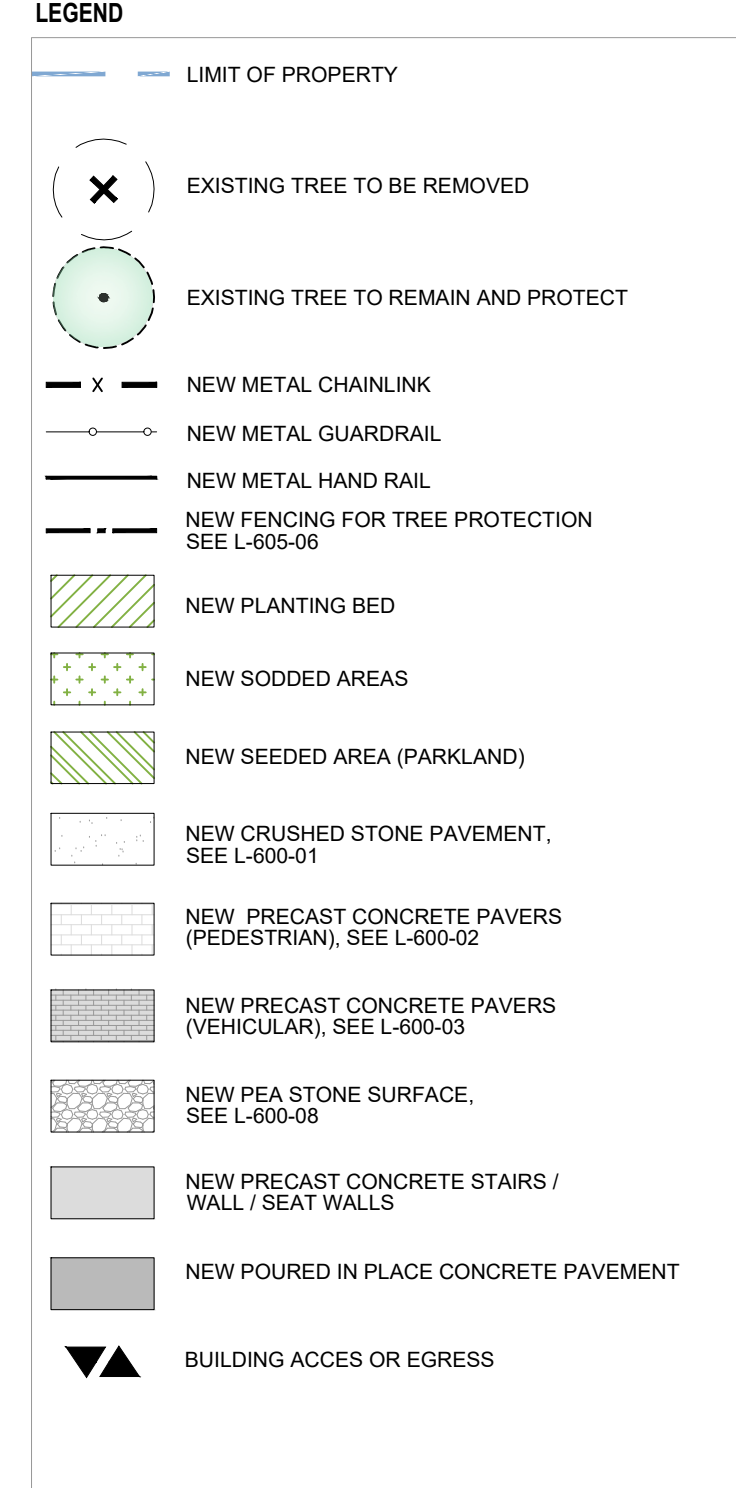 LEGEND
LIMIT OF PROPERTY
EXISTING TREE TO BE REMOVED
EXISTING TREE TO REMAIN AND PROTECT
X NEW METAL CHAINLINK
NEW METAL GUARDRAIL
NEW METAL HAND RAIL
NEW FENCING FOR TREE PROTECTION
SEE L-605-06
NEW PLANTING BED
NEW SODDED AREAS
NEW SEEDED AREA (PARKLAND)
NEW CRUSHED STONE PAVEMENT,
SEE L-600-01
NEW PRECAST CONCRETE PAVERS
(PEDESTRIAN), SEE L-600-02
NEW PRECAST CONCRETE PAVERS
(VEHICULAR), SEE L-600-03
NEW PEA STONE SURFACE,
SEE L-600-08
NEW PRECAST CONCRETE STAIRS /
WALL / SEAT WALLS
NEW POURED IN PLACE CONCRETE PAVEMENT
BUILDING ACCES OR EGRESS